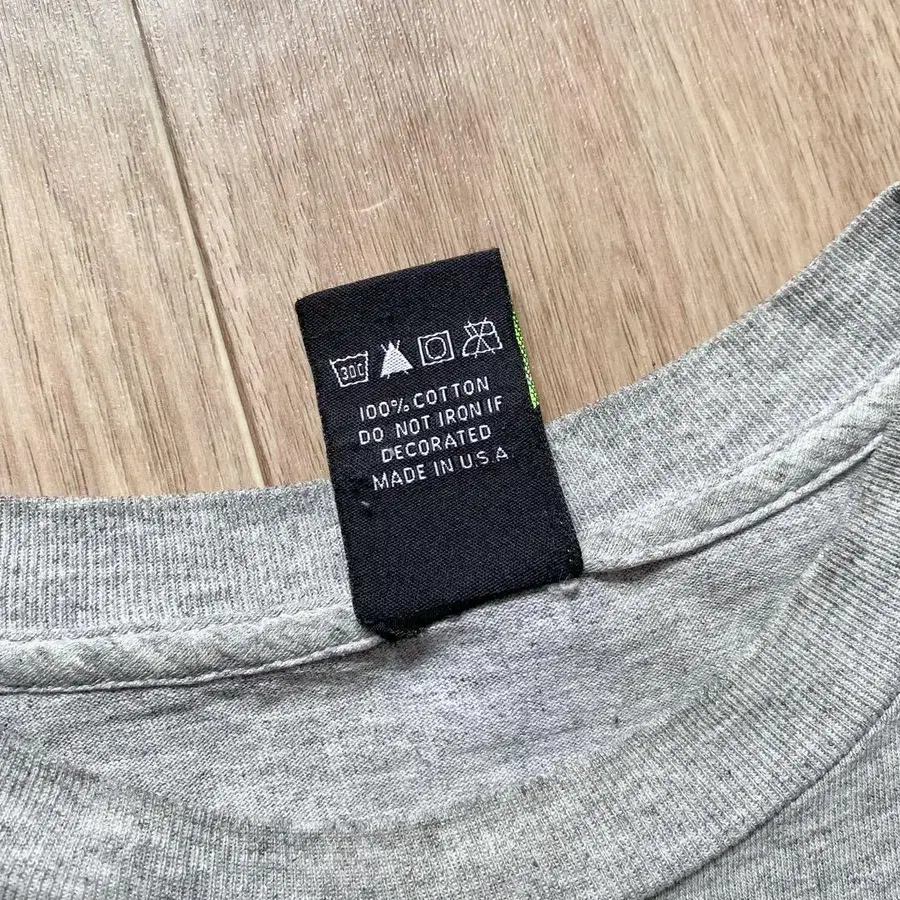 30C
100% COTTON
DO NOT IRON IF
DECORATED
MADE IN U.S.A